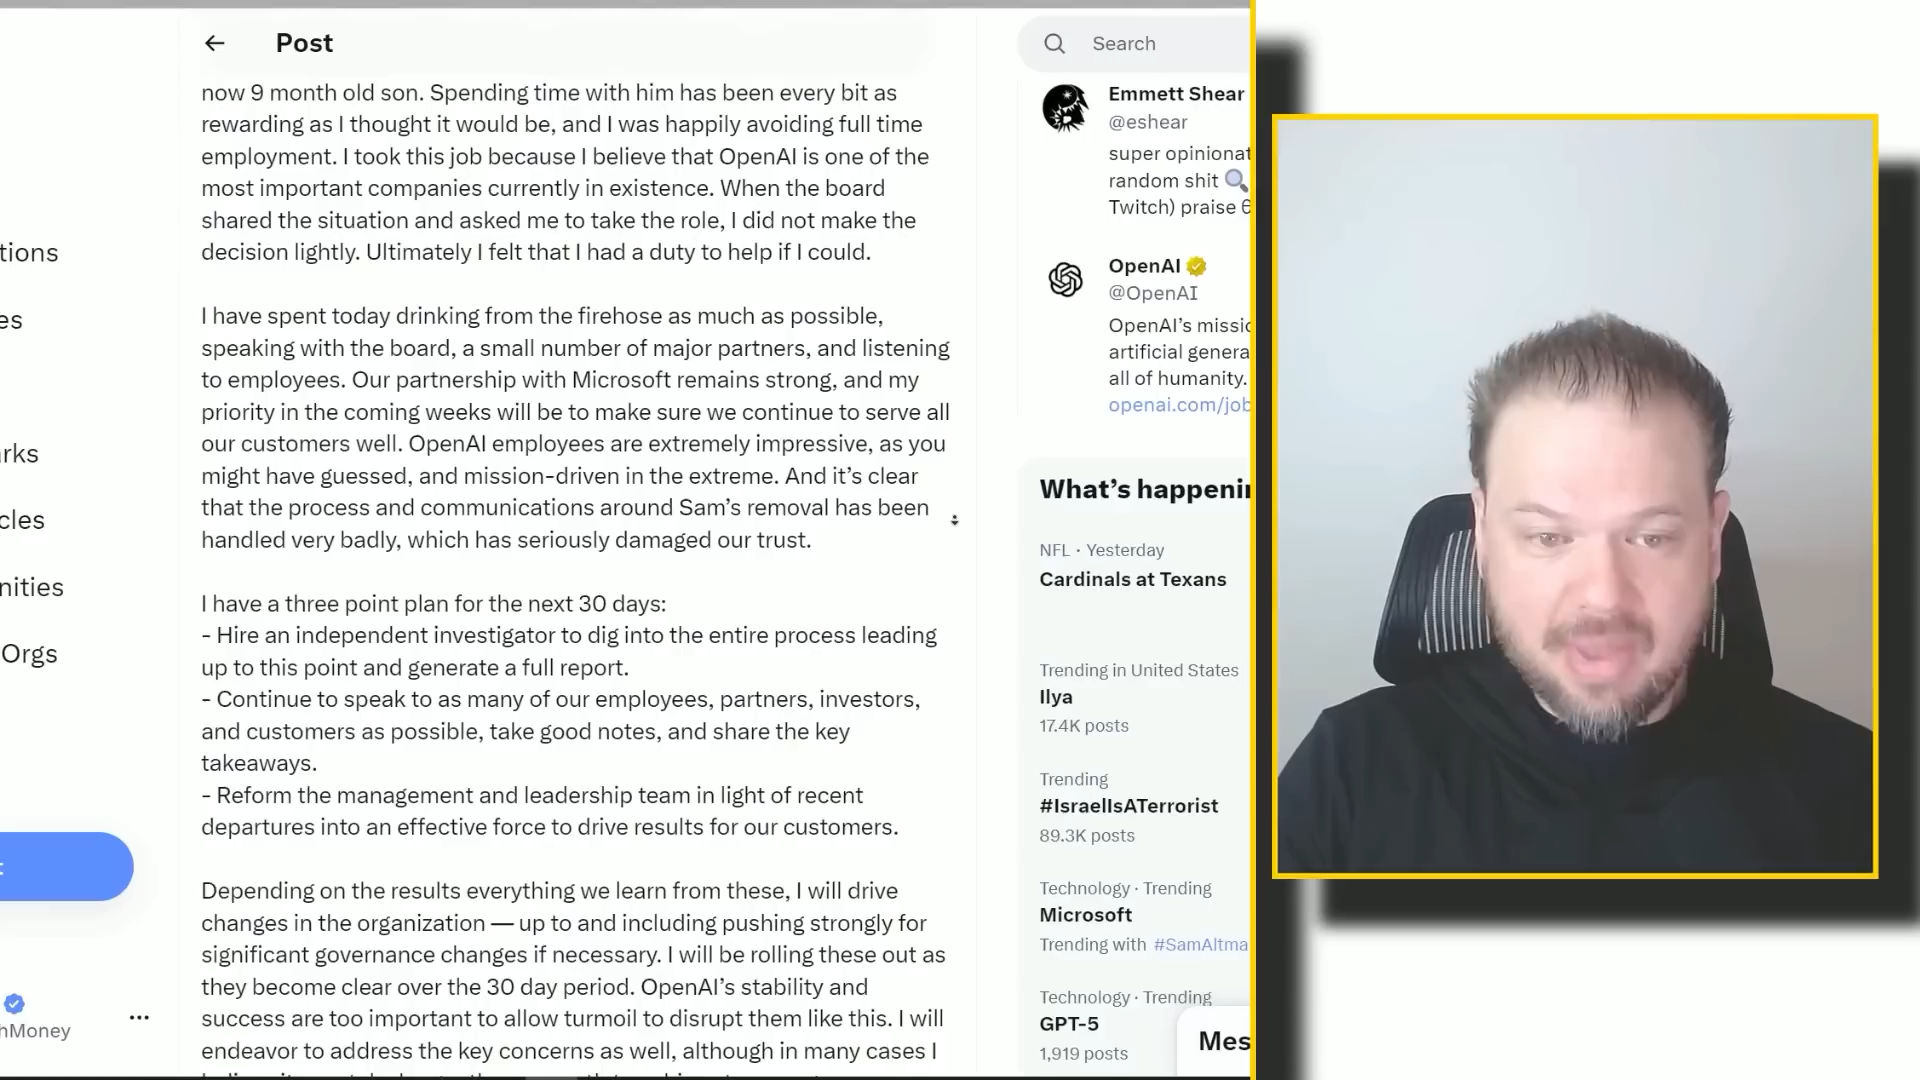 Post
now 9 month old son. Spending time with him has been every bit as
rewarding as I thought it would be, and I was happily avoiding full time
employment. I took this job because I believe that OpenAI is one of the
most important companies currently in existence. When the board
shared the situation and asked me to take the role, I did not make the
decision lightly. Ultimately I felt that I had a duty to help if I could.
I have spent today drinking from the firehose as much as possible,
speaking with the board, a small number of major partners, and listening
to employees. Our partnership with Microsoft remains strong, and my
priority in the coming weeks will be to make sure we continue to serve all
our customers well. OpenAI employees are extremely impressive, as you
might have guessed, and mission-driven in the extreme. And it’s clear
that the process and communications around Sam’s removal has been
handled very badly, which has seriously damaged our trust.
I have a three point plan for the next 30 days:
- Hire an independent investigator to dig into the entire process leading
up to this point and generate a full report.
- Continue to speak to as many of our employees, partners, investors,
and customers as possible, take good notes, and share the key
takeaways.
- Reform the management and leadership team in light of recent
departures into an effective force to drive results for our customers.
Depending on the results everything we learn from these, I will drive
changes in the organization — up to and including pushing strongly for
significant governance changes if necessary. I will be rolling these out as
they become clear over the 30 day period. OpenAI’s stability and
success are too important to allow turmoil to disrupt them like this. I will
endeavor to address the key concerns as well, although in many cases I
tions
es
arks
cles
nities
Orgs
hMoney
Search
Emmett Shear
@eshear
super opinionat
random shit
Twitch) praise 6
OpenAI
@OpenAI
OpenAI’s missio
artificial genera
all of humanity.
openai.com/job
What’s happenin
NFL · Yesterday
Cardinals at Texans
Trending in United States
Ilya
17.4K posts
Trending
#IsraelIsATerrorist
89.3K posts
Technology · Trending
Microsoft
Trending with #SamAltma
Technology · Trending
GPT-5
1,919 posts
Mes